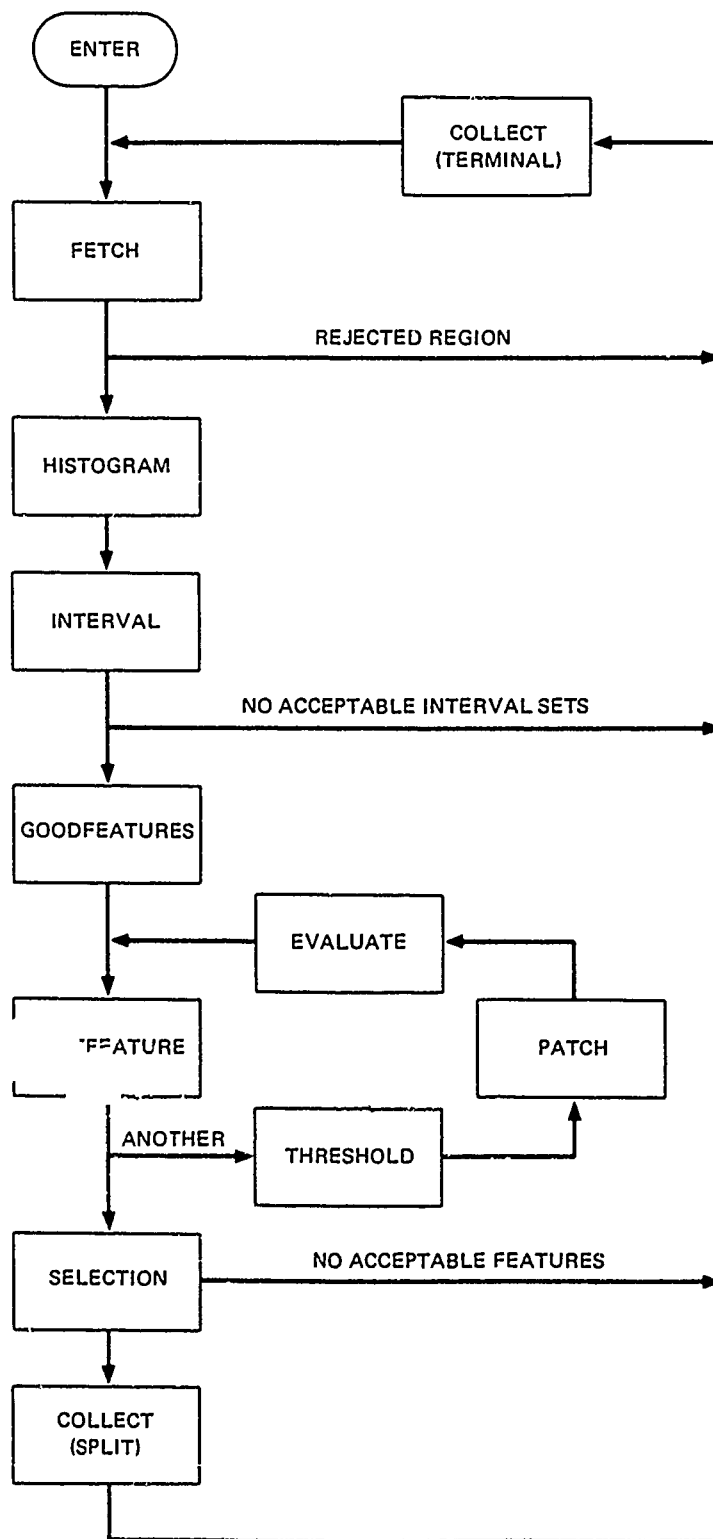 ENTER
COLLECT
(TERMINAL)
FETCH
REJECTED REGION
HISTOGRAM
INTERVAL
NO ACCEPTABLE INTERVAL SETS
GOODFEATURES
EVALUATE
FEATURE
PATCH
ANOTHER
THRESHOLD
SELECTION
NO ACCEPTABLE FEATURES
COLLECT
(SPLIT)